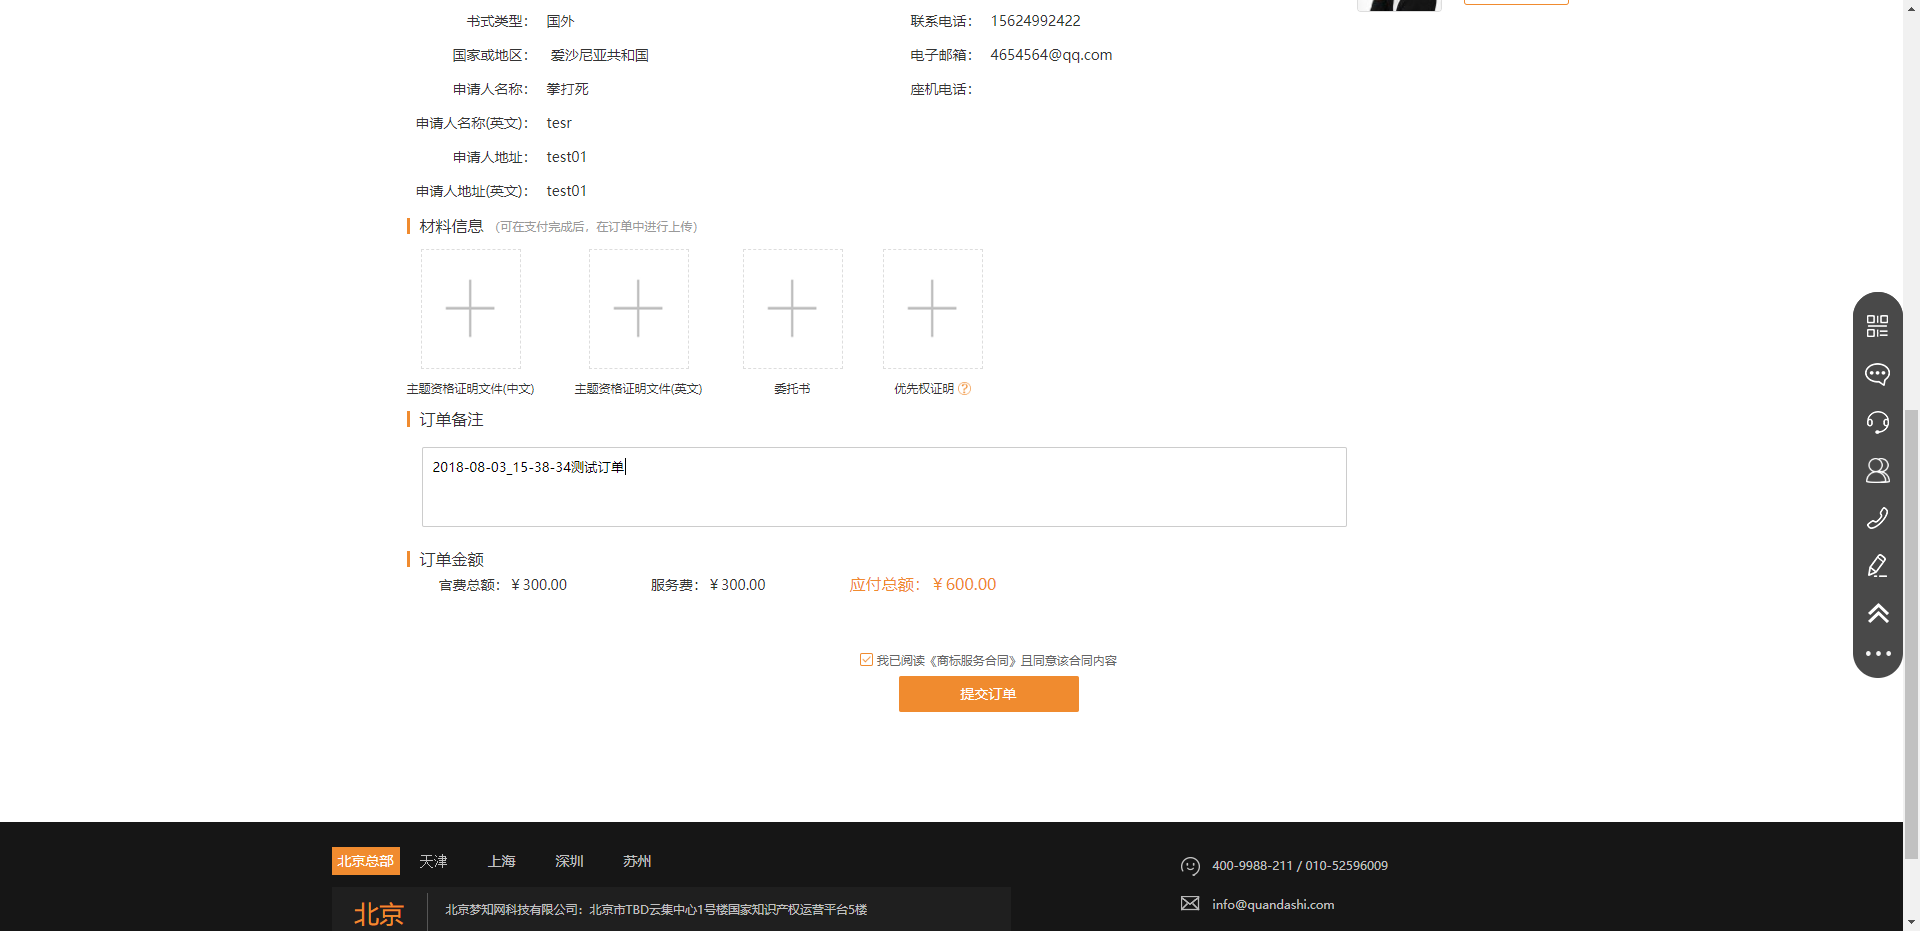 书式类型： 国外
联系电话： 15624992422
国家或地区： 爱沙尼亚共和国
电子邮箱： 4654564@qq.com
申请人名称： 拳打死
座机电话：
申请人名称(英文)： tesr
申请人地址： test01
申请人地址(英文)： test01
材料信息 (可在支付完成后，在订单中进行上传)
主题资格证明文件(中文)
主题资格证明文件(英文)
委托书
优先权证明 ?
订单备注
2018-08-03_15-38-34测试订单
订单金额
官费总额：￥300.00 服务费：￥300.00 应付总额：￥600.00
我已阅读《商标服务合同》且同意该合同内容
提交订单
北京总部 天津 上海 深圳 苏州
400-9988-211 / 010-52596009
北京
北京梦知网科技有限公司：北京市TBD云集中心1号楼国家知识产权运营平台5楼
info@quandashi.com